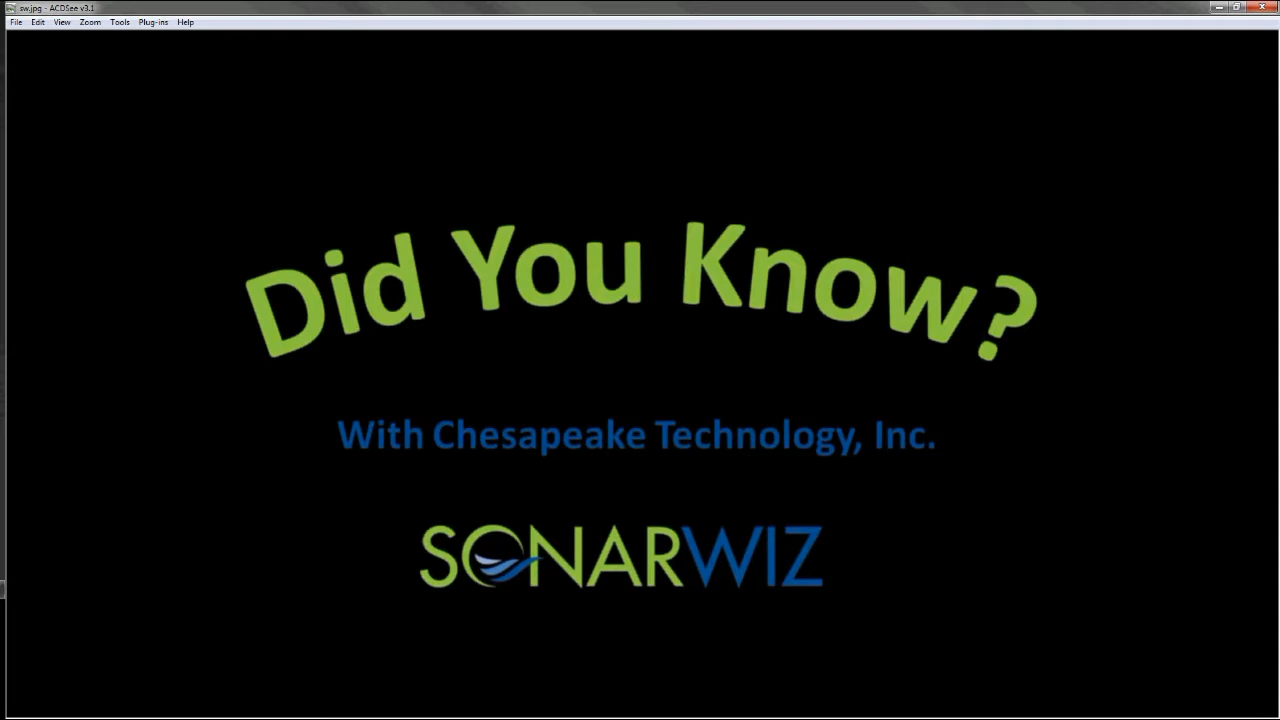 sw.jpg - ACDSee v3.1
File Edit View Zoom Tools Plug-ins Help
Did You Know?
With Chesapeake Technology, Inc.
SONARWIZ